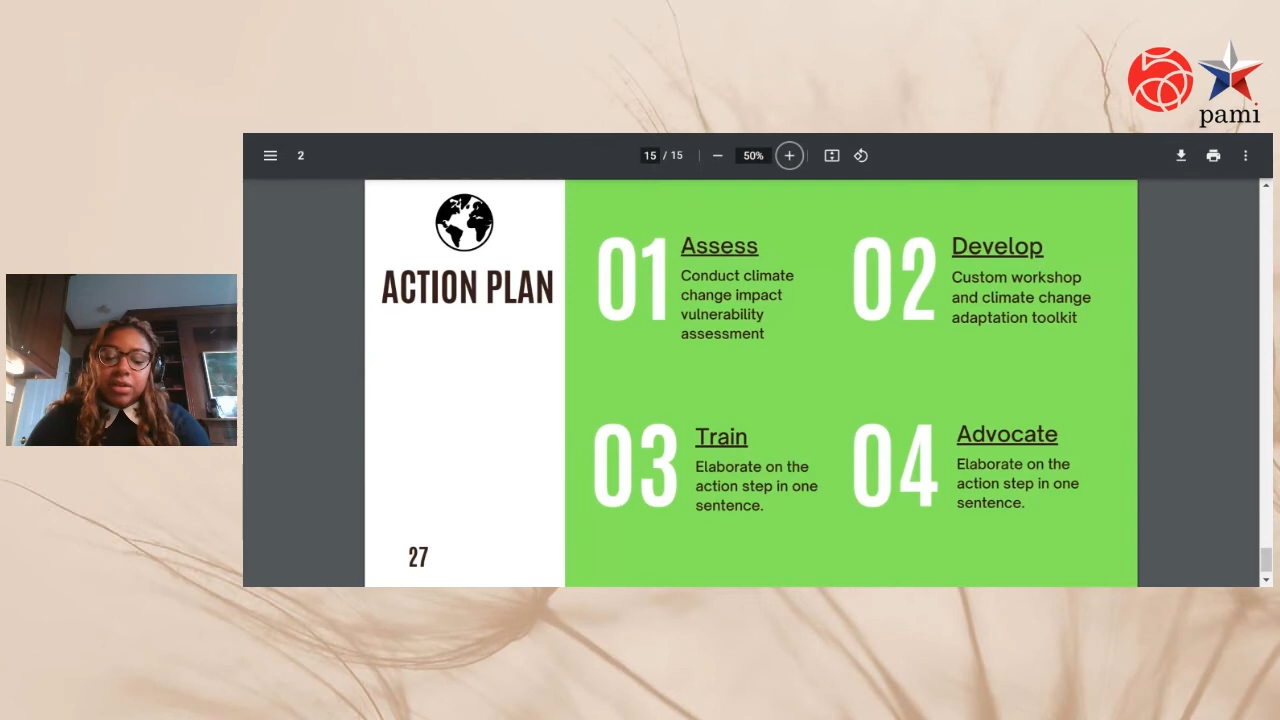 pami
2
15 / 15
50%
ACTION PLAN
01
Assess
Conduct climate
change impact
vulnerability
assessment
02
Develop
Custom workshop
and climate change
adaptation toolkit
03
Train
Elaborate on the
action step in one
sentence.
04
Advocate
Elaborate on the
action step in one
sentence.
27